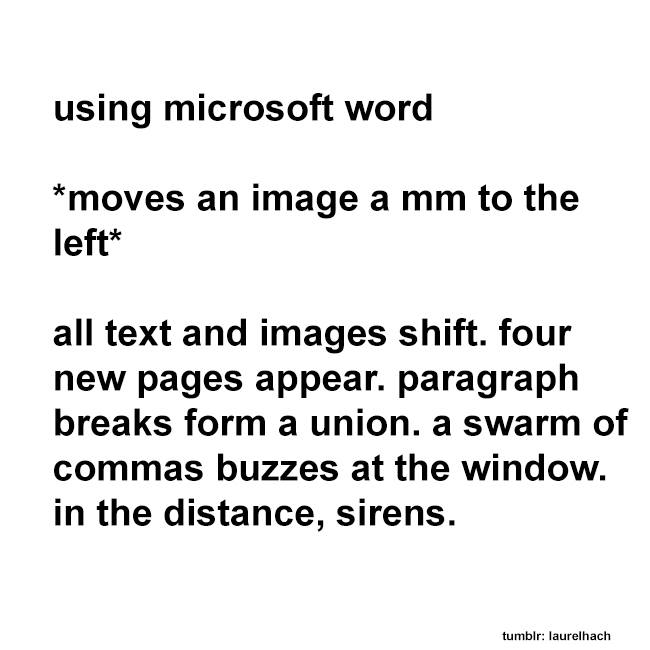 using microsoft word
*moves an image a mm to the
left*
all text and images shift. four
new pages appear. paragraph
breaks form a union. a swarm of
commas buzzes at the window.
in the distance, sirens.
tumblr: laurelhach